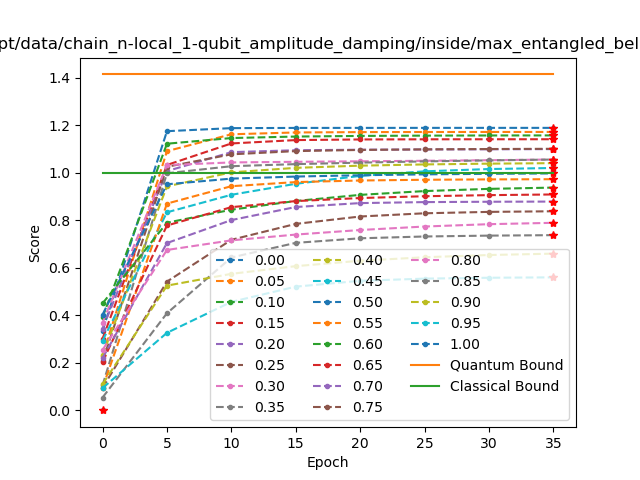 pt/data/chain_n-local_1-qubit_amplitude_damping/inside/max_entangled_bel
Score
1.4
1.2
1.0
0.8
0.6
0.4
0.2
0.0
0.00 0.40 0.80
0.05 0.45 0.85
0.10 0.50 0.90
0.15 0.55 0.95
0.20 0.60 1.00
0.25 0.65 Quantum Bound
0.30 0.70 Classical Bound
0.35 0.75
0 5 10 15 20 25 30 35
Epoch